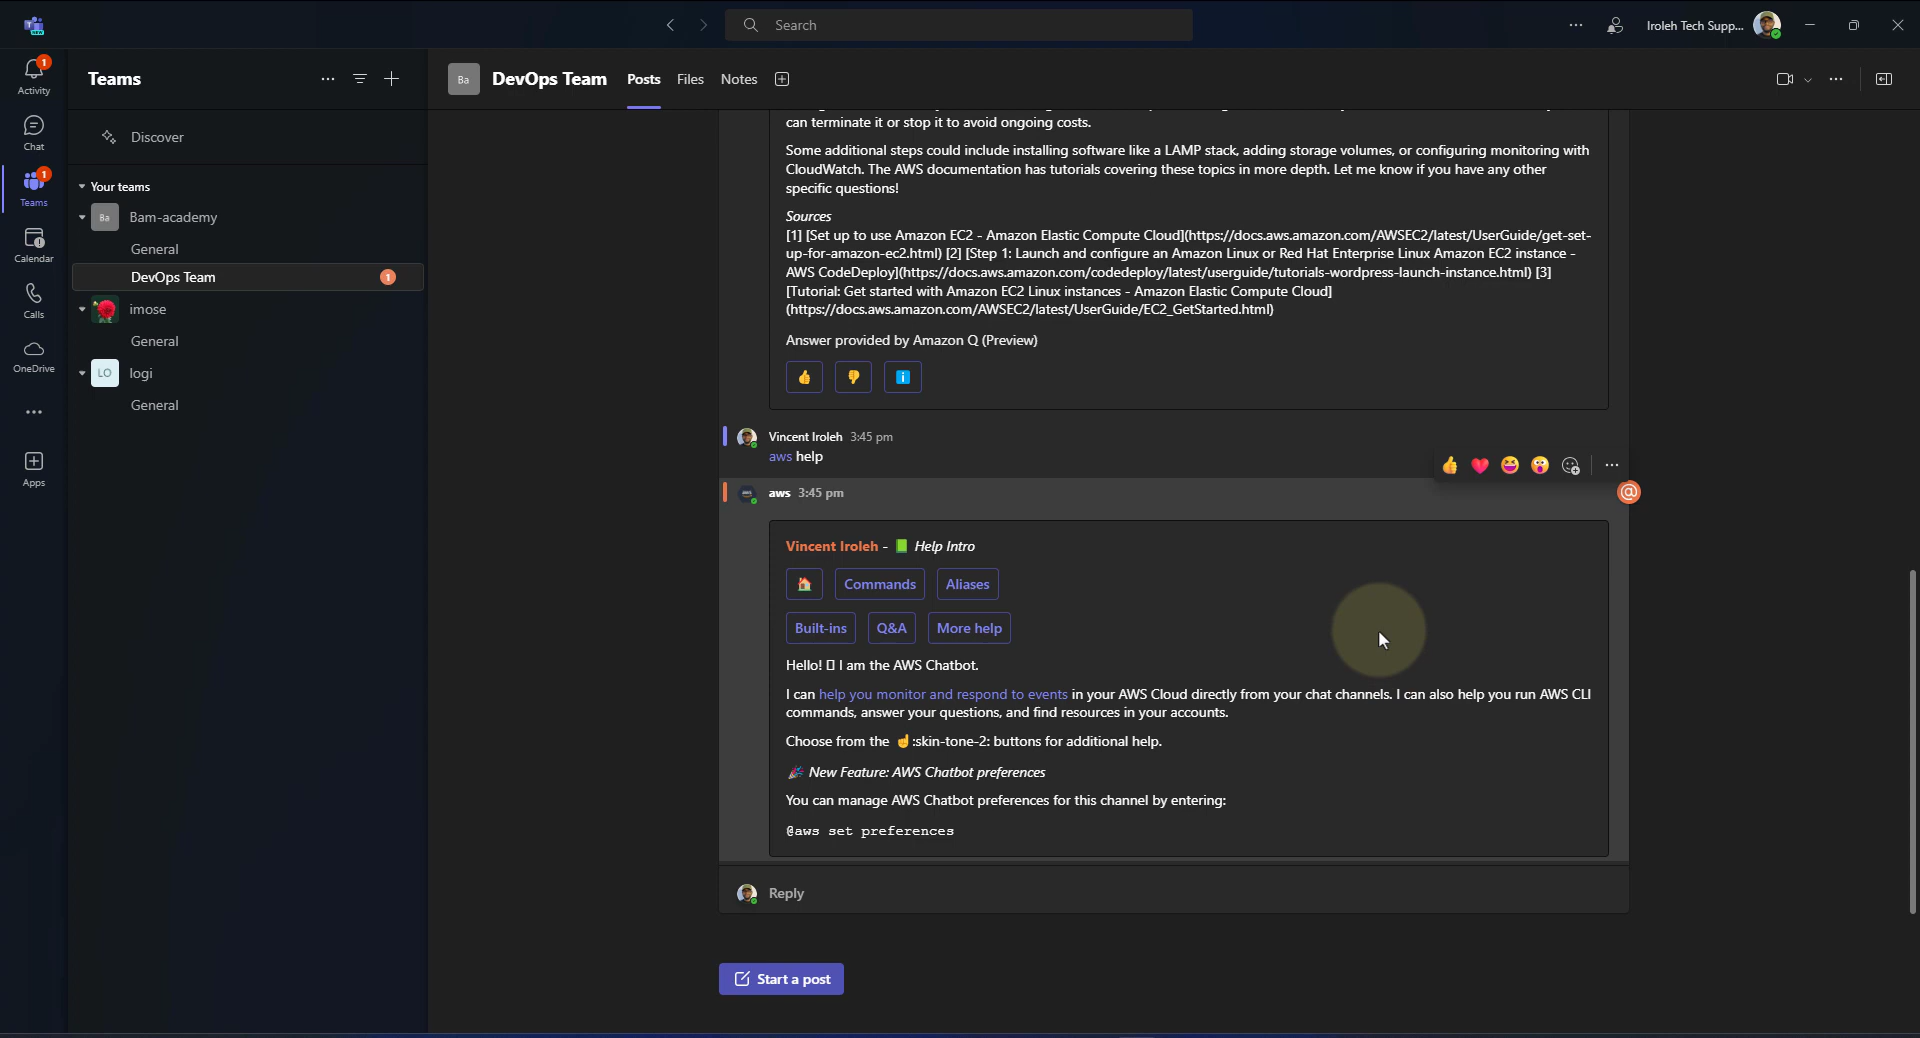 Search
Iroleh Tech Supp...
1
Activity
Chat
1
Teams
Calendar
Calls
OneDrive
Apps
Teams
Discover
Your teams
Ba Bam-academy
General
DevOps Team 1
imose
General
LO logi
General
Ba DevOps Team Posts Files Notes
can terminate it or stop it to avoid ongoing costs.
Some additional steps could include installing software like a LAMP stack, adding storage volumes, or configuring monitoring with
CloudWatch. The AWS documentation has tutorials covering these topics in more depth. Let me know if you have any other
specific questions!
Sources
[1] [Set up to use Amazon EC2 - Amazon Elastic Compute Cloud](https://docs.aws.amazon.com/AWSEC2/latest/UserGuide/get-set-
up-for-amazon-ec2.html) [2] [Step 1: Launch and configure an Amazon Linux or Red Hat Enterprise Linux Amazon EC2 instance -
AWS CodeDeploy](https://docs.aws.amazon.com/codedeploy/latest/userguide/tutorials-wordpress-launch-instance.html) [3]
[Tutorial: Get started with Amazon EC2 Linux instances - Amazon Elastic Compute Cloud]
(https://docs.aws.amazon.com/AWSEC2/latest/UserGuide/EC2_GetStarted.html)
Answer provided by Amazon Q (Preview)
👍 👎 ℹ️
Vincent Iroleh 3:45 pm
aws help
aws 3:45 pm
@
Vincent Iroleh - 📗 Help Intro
🏠 Commands Aliases
Built-ins Q&A More help
Hello! ▯ I am the AWS Chatbot.
I can help you monitor and respond to events in your AWS Cloud directly from your chat channels. I can also help you run AWS CLI
commands, answer your questions, and find resources in your accounts.
Choose from the ☝:skin-tone-2: buttons for additional help.
🎉 New Feature: AWS Chatbot preferences
You can manage AWS Chatbot preferences for this channel by entering:
@aws set preferences
Reply
Start a post